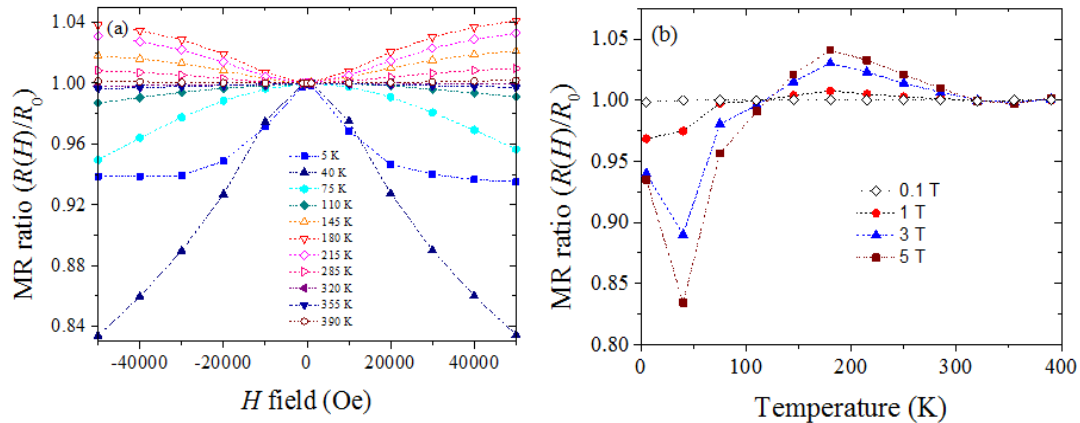 (a)
MR ratio (R(H)/R0)
1.04
1.00
0.96
0.92
0.88
0.84
5 K
40 K
75 K
110 K
145 K
180 K
215 K
285 K
320 K
355 K
390 K
-40000 -20000 0 20000 40000
H field (Oe)
(b)
MR ratio (R(H)/R0)
1.05
1.00
0.95
0.90
0.85
0.80
0.1 T
1 T
3 T
5 T
0 100 200 300 400
Temperature (K)